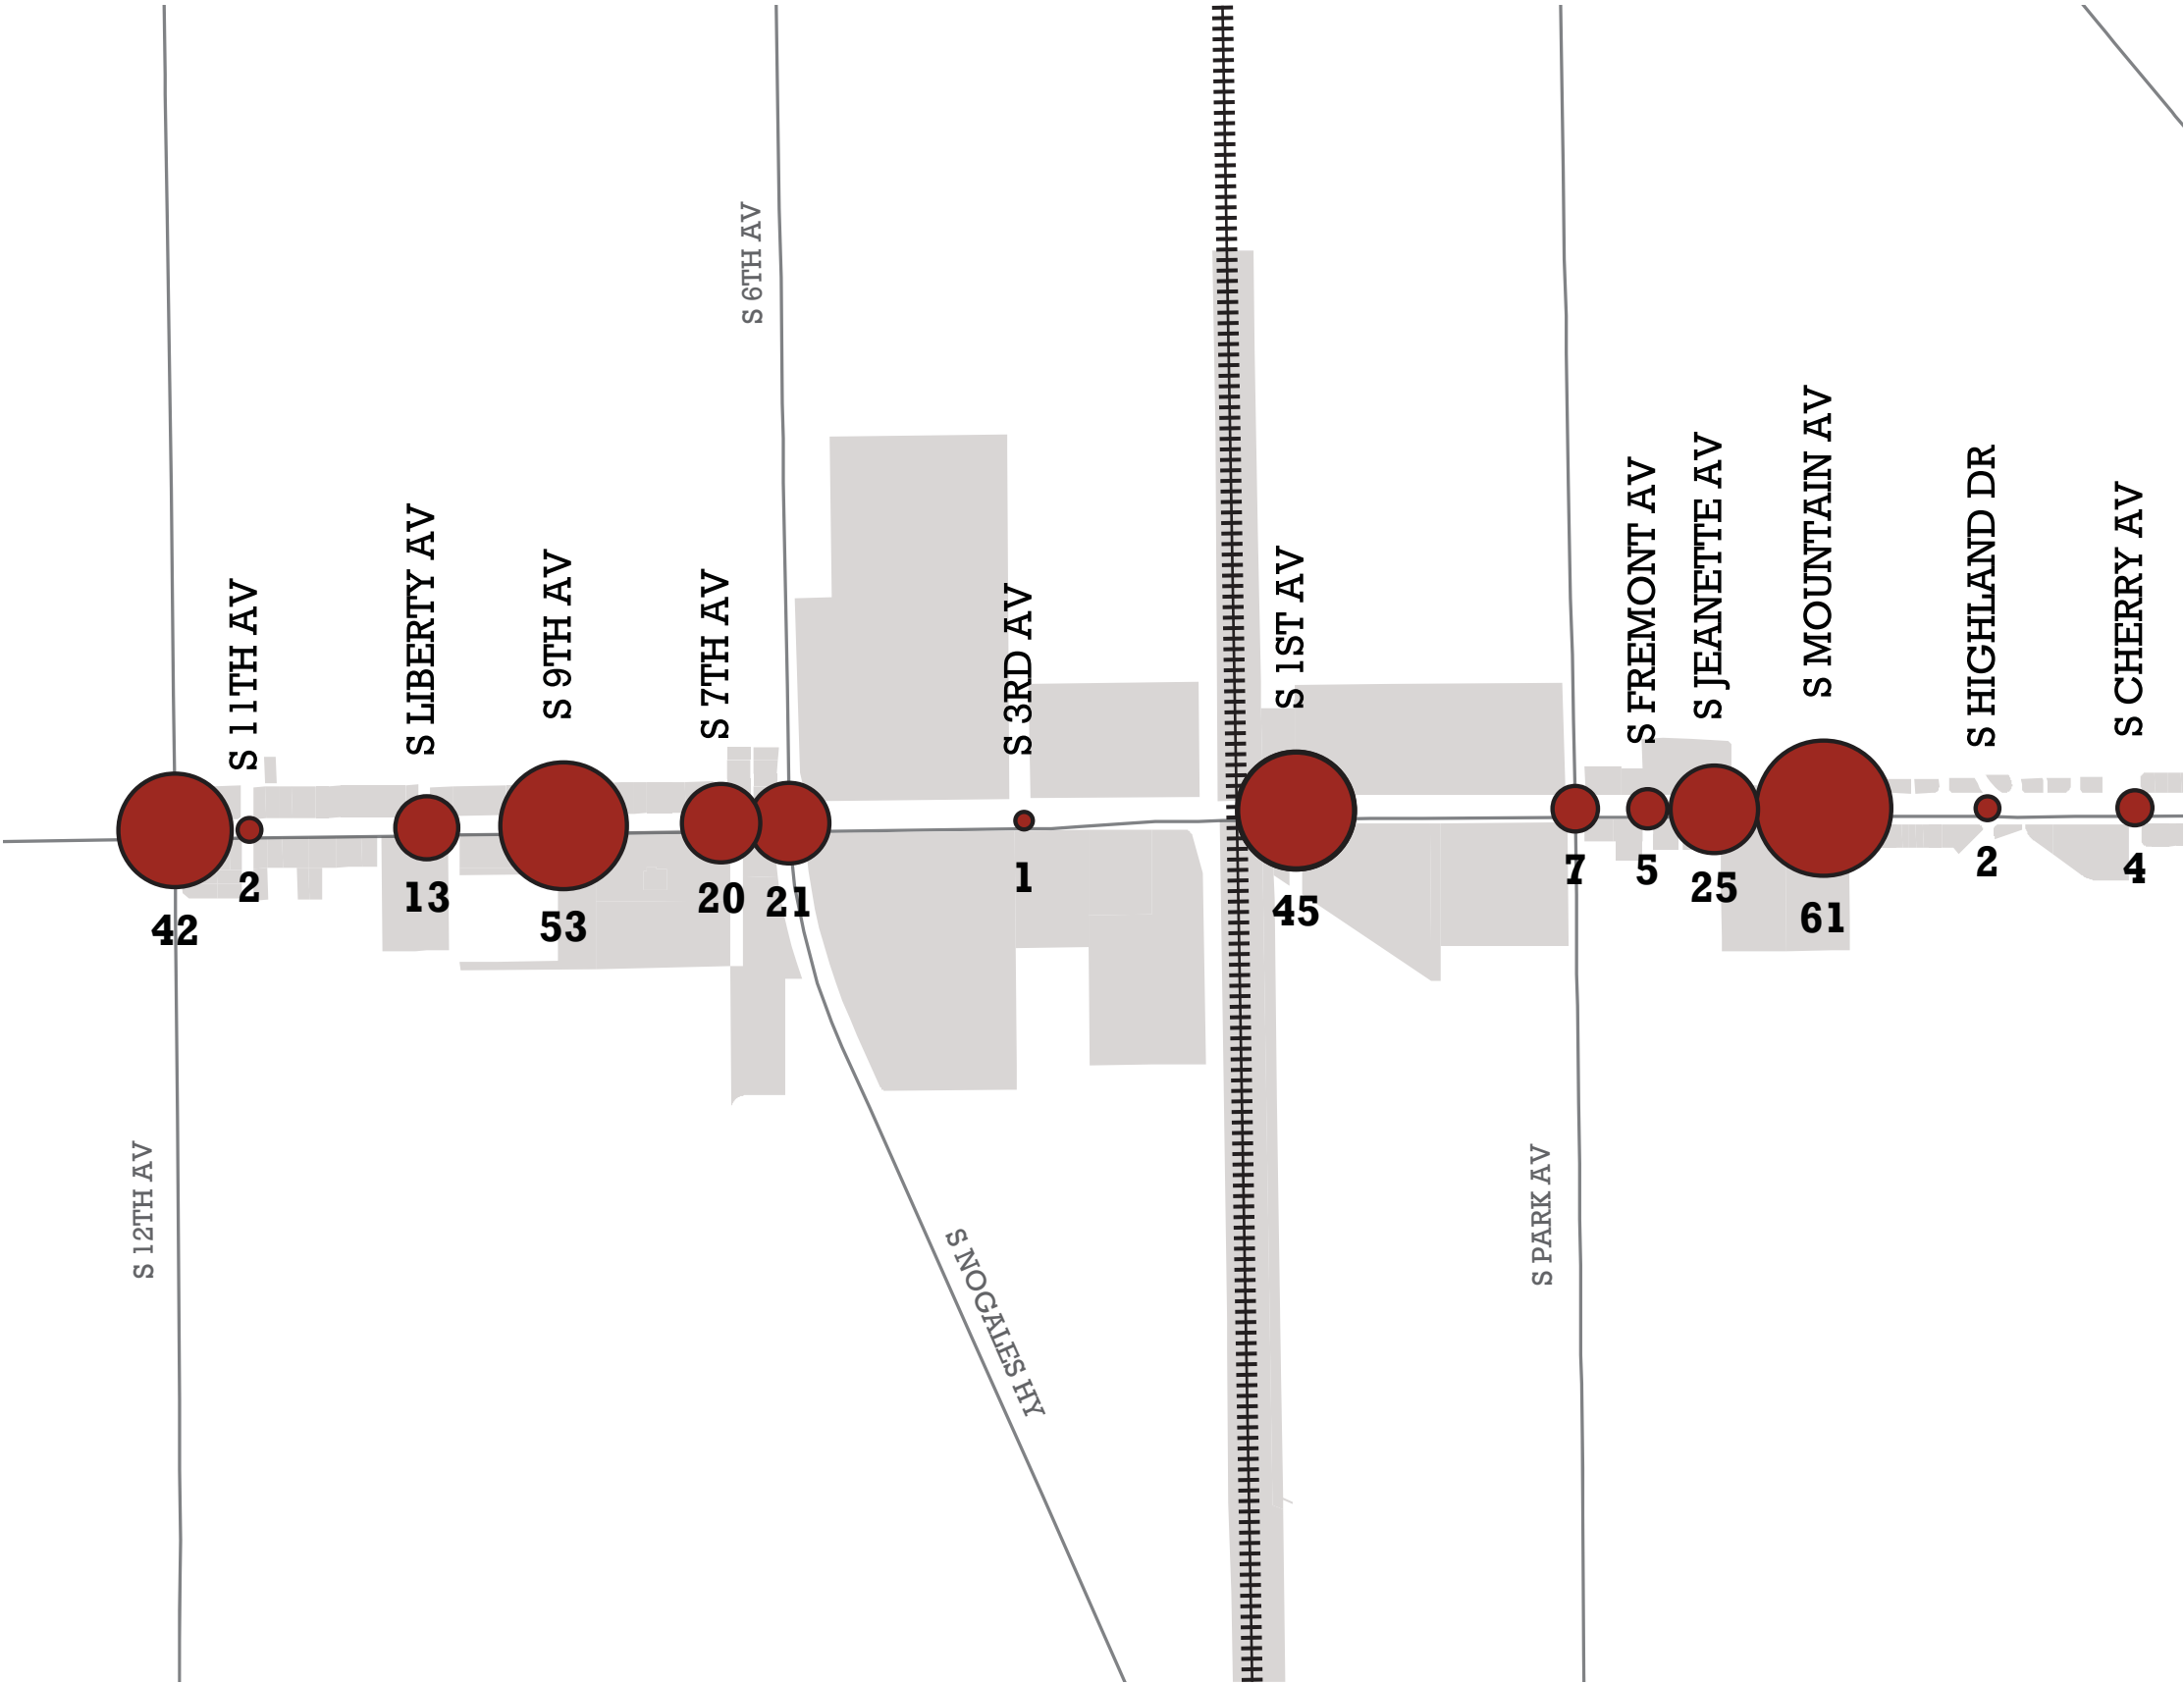 S 6TH AV
S 11TH AV
S LIBERTY AV
S 9TH AV
S 7TH AV
S 3RD AV
S 1ST AV
S FREMONT AV
S JEANETTE AV
S MOUNTAIN AV
S HIGHLAND DR
S CHERRY AV
42
2
13
53
20
21
1
45
7
5
25
61
2
4
S 12TH AV
S NOGALES HY
S PARK AV